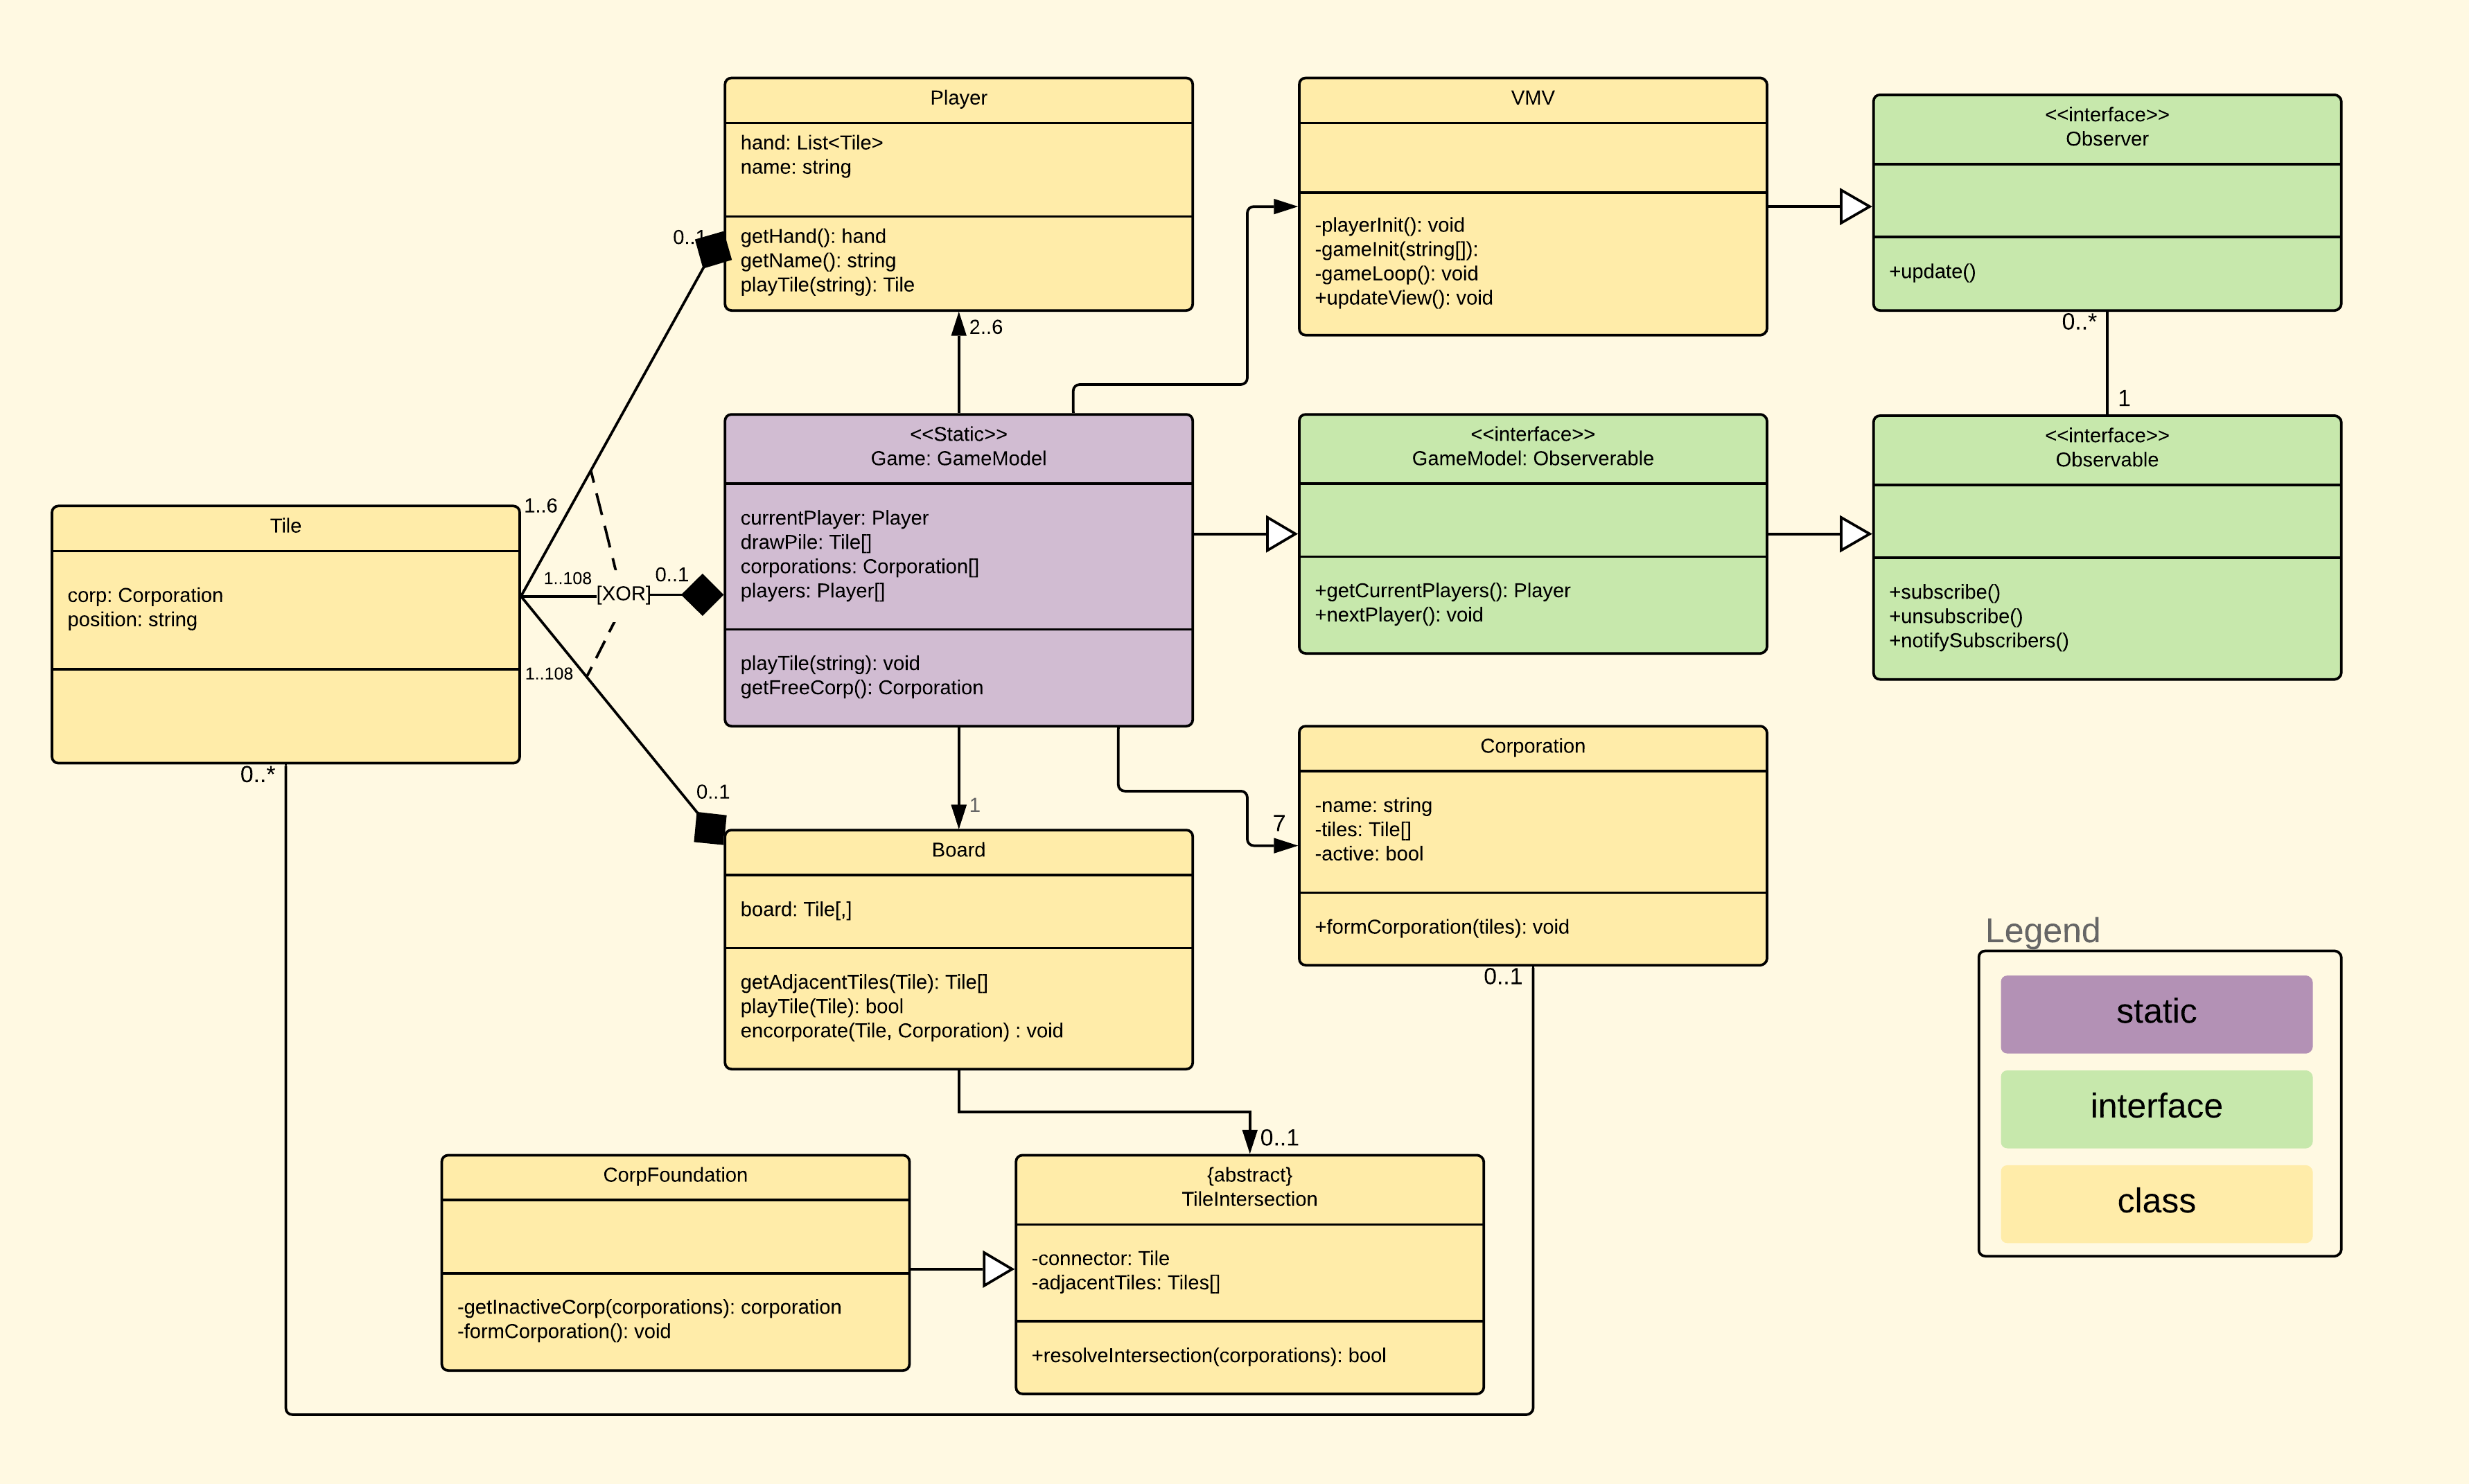 Player
hand: List<Tile>
name: string
getHand(): hand
getName(): string
playTile(string): Tile
VMV
-playerInit(): void
-gameInit(string[]):
-gameLoop(): void
+updateView(): void
<<interface>>
Observer
+update()
0..1
2..6
0..*
1
<<Static>>
Game: GameModel
currentPlayer: Player
drawPile: Tile[]
corporations: Corporation[]
players: Player[]
playTile(string): void
getFreeCorp(): Corporation
<<interface>>
GameModel: Observerable
+getCurrentPlayers(): Player
+nextPlayer(): void
<<interface>>
Observable
+subscribe()
+unsubscribe()
+notifySubscribers()
Tile
corp: Corporation
position: string
1..6
1..108
[XOR]
0..1
1..108
0..*
0..1
1
7
Corporation
-name: string
-tiles: Tile[]
-active: bool
+formCorporation(tiles): void
0..1
Board
board: Tile[,]
getAdjacentTiles(Tile): Tile[]
playTile(Tile): bool
encorporate(Tile, Corporation) : void
0..1
CorpFoundation
-getInactiveCorp(corporations): corporation
-formCorporation(): void
{abstract}
TileIntersection
-connector: Tile
-adjacentTiles: Tiles[]
+resolveIntersection(corporations): bool
Legend
static
interface
class